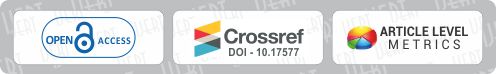 OPEN ACCESS
Crossref
DOI - 10.17577
ARTICLE LEVEL
METRICS